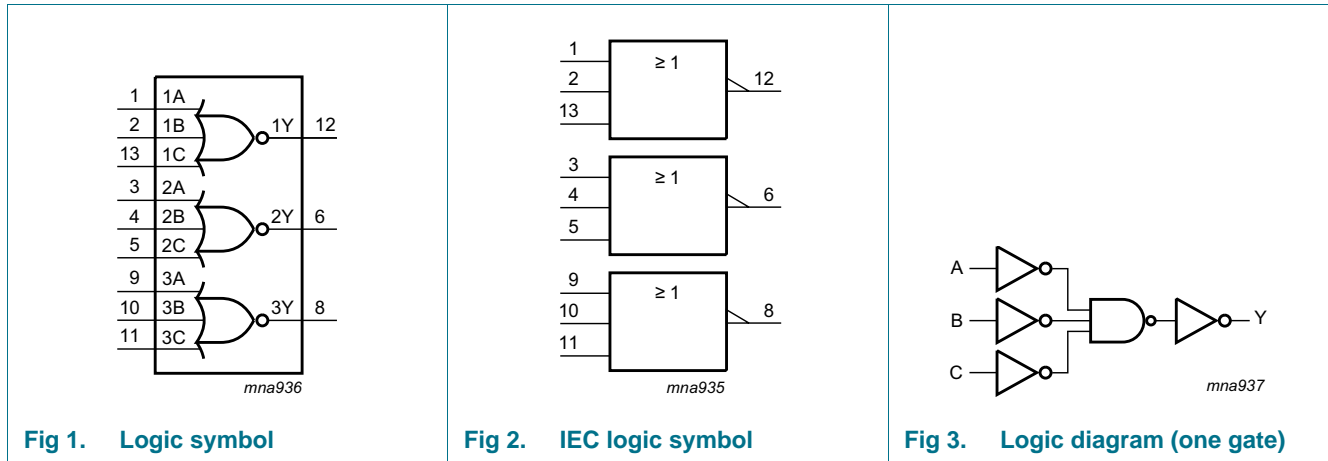 1 1A
2 1B 1Y 12
13 1C
3 2A
4 2B 2Y 6
5 2C
9 3A
10 3B 3Y 8
11 3C
mna936
Fig 1. Logic symbol
1 ≥ 1
2 12
13
3 ≥ 1
4 6
5
9 ≥ 1
10 8
11
mna935
Fig 2. IEC logic symbol
A
B Y
C
mna937
Fig 3. Logic diagram (one gate)